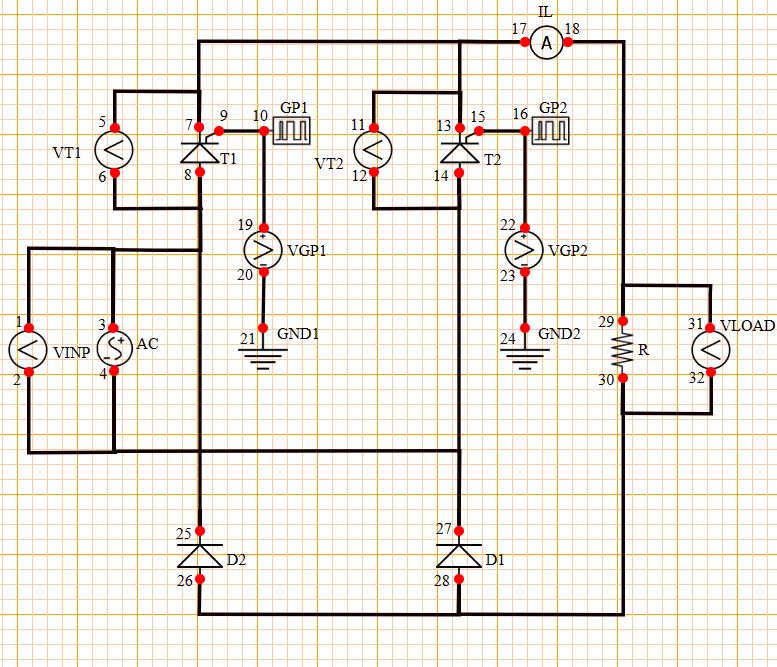 IL
17 A 18
5 7 9 10 GP1 11 13 15 16 GP2
VT1 T1 VT2 T2
6 8 12 14
19 VGP1 22 VGP2
20 23
1 3 21 GND1 24 GND2 29 31 VLOAD
VINP AC R
2 4 30 32
25 27
D2 D1
26 28